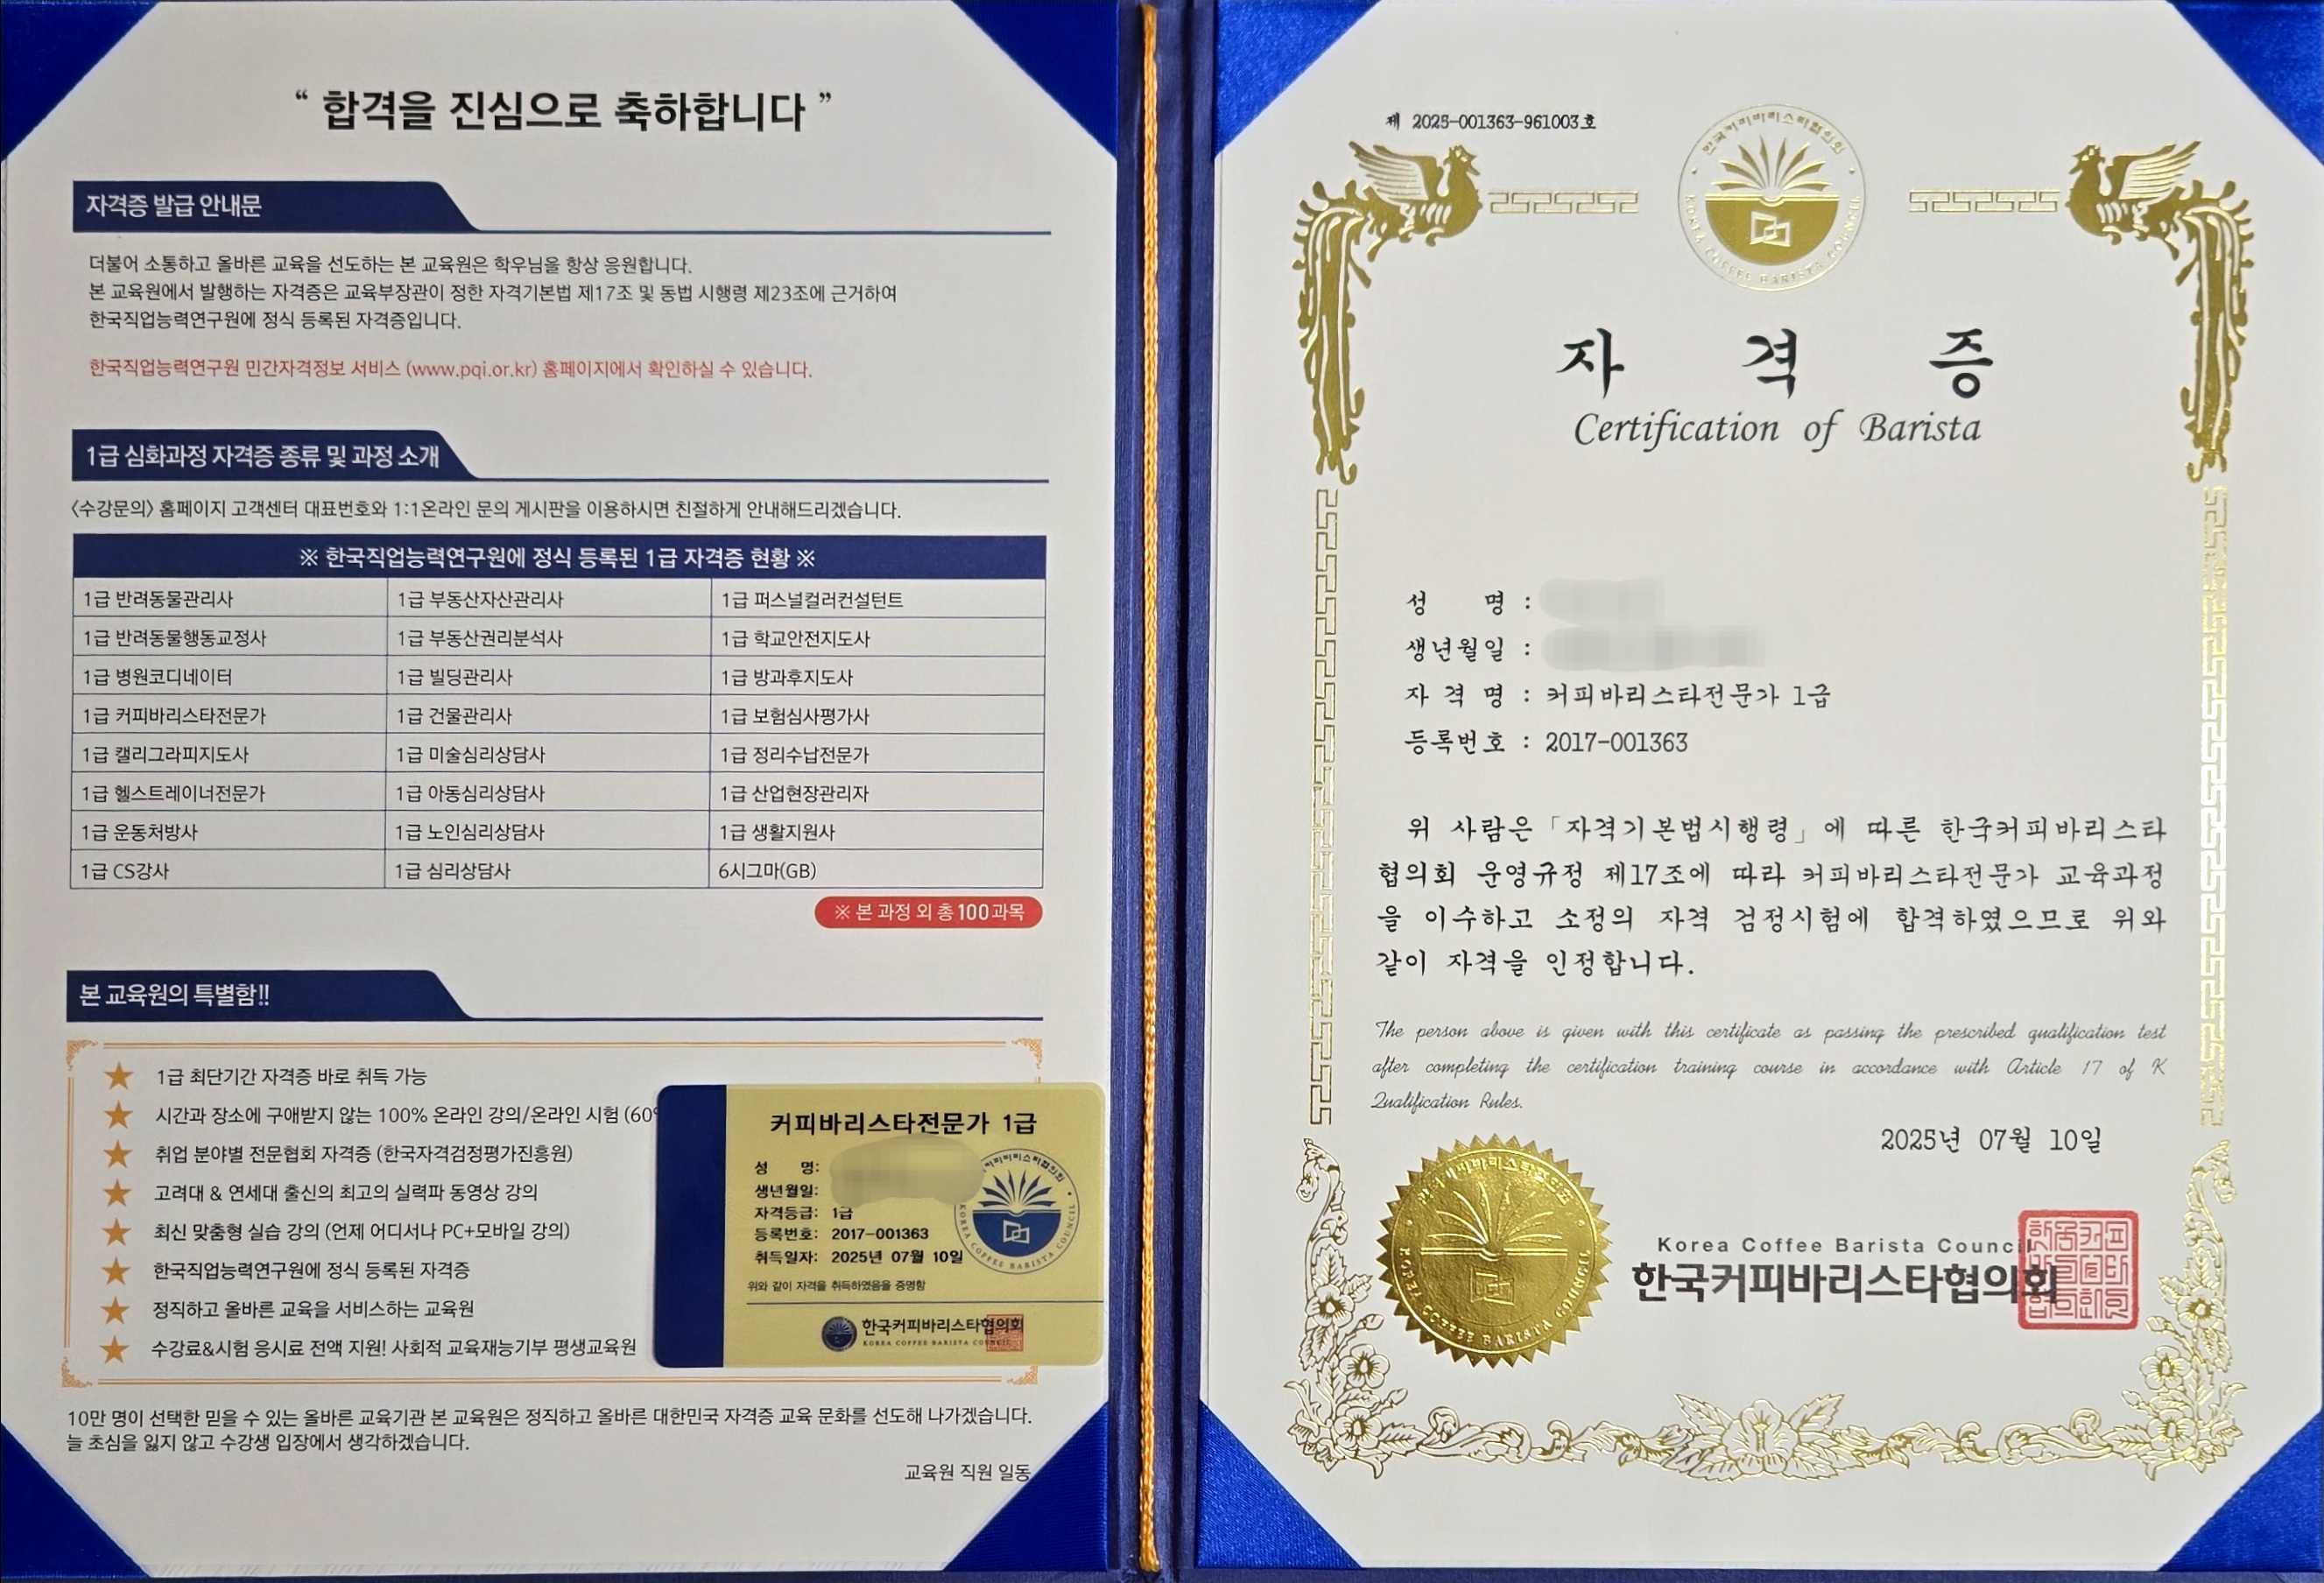 “ 합격을 진심으로 축하합니다 ”
자격증 발급 안내문
더불어 소통하고 올바른 교육을 선도하는 본 교육원은 학우님을 항상 응원합니다.
본 교육원에서 발행하는 자격증은 교육부장관이 정한 자격기본법 제17조 및 동법 시행령 제23조에 근거하여
한국직업능력연구원에 정식 등록된 자격증입니다.
한국직업능력연구원 민간자격정보 서비스 (www.pqi.or.kr) 홈페이지에서 확인하실 수 있습니다.
1급 심화과정 자격증 종류 및 과정 소개
〈수강문의〉 홈페이지 고객센터 대표번호와 1:1온라인 문의 게시판을 이용하시면 친절하게 안내해드리겠습니다.
※ 한국직업능력연구원에 정식 등록된 1급 자격증 현황 ※
1급 반려동물관리사 1급 부동산자산관리사 1급 퍼스널컬러컨설턴트
1급 반려동물행동교정사 1급 부동산권리분석사 1급 학교안전지도사
1급 병원코디네이터 1급 빌딩관리사 1급 방과후지도사
1급 커피바리스타전문가 1급 건물관리사 1급 보험심사평가사
1급 캘리그라피지도사 1급 미술심리상담사 1급 정리수납전문가
1급 헬스트레이너전문가 1급 아동심리상담사 1급 산업현장관리자
1급 운동처방사 1급 노인심리상담사 1급 생활지원사
1급 CS강사 1급 심리상담사 6시그마(GB)
※ 본 과정 외 총 100과목
본 교육원의 특별함!!
1급 최단기간 자격증 바로 취득 가능
시간과 장소에 구애받지 않는 100% 온라인 강의/온라인 시험 (60%
취업 분야별 전문협회 자격증 (한국자격검정평가진흥원)
고려대 & 연세대 출신의 최고의 실력파 동영상 강의
최신 맞춤형 실습 강의 (언제 어디서나 PC+모바일 강의)
한국직업능력연구원에 정식 등록된 자격증
정직하고 올바른 교육을 서비스하는 교육원
수강료&시험 응시료 전액 지원! 사회적 교육재능기부 평생교육원
10만 명이 선택한 믿을 수 있는 올바른 교육기관 본 교육원은 정직하고 올바른 대한민국 자격증 교육 문화를 선도해 나가겠습니다.
늘 초심을 잃지 않고 수강생 입장에서 생각하겠습니다.
교육원 직원 일동
커피바리스타전문가 1급
성 명:
생년월일:
자격등급: 1급
등록번호: 2017-001363
취득일자: 2025년 07월 10일
위와 같이 자격을 취득하였음을 증명함
한국커피바리스타협의회
KOREA COFFEE BARISTA COUNCIL
KOREA COFFEE BARISTA COUNCIL
제 2025-001363-961003호
한국커피바리스타협의회
KOREA COFFEE BARISTA COUNCIL
자 격 증
Certification of Barista
성 명 :
생년월일 :
자 격 명 : 커피바리스타전문가 1급
등록번호 : 2017-001363
위 사람은 「자격기본법시행령」에 따른 한국커피바리스타
협의회 운영규정 제17조에 따라 커피바리스타전문가 교육과정
을 이수하고 소정의 자격 검정시험에 합격하였으므로 위와
같이 자격을 인정합니다.
The person above is given with this certificate as passing the prescribed qualification test
after completing the certification training course in accordance with Article 17 of K
Qualification Rules.
2025년 07월 10일
한국커피바리스타협의회
KOREA COFFEE BARISTA COUNCIL
Korea Coffee Barista Council
한국커피바리스타협의회